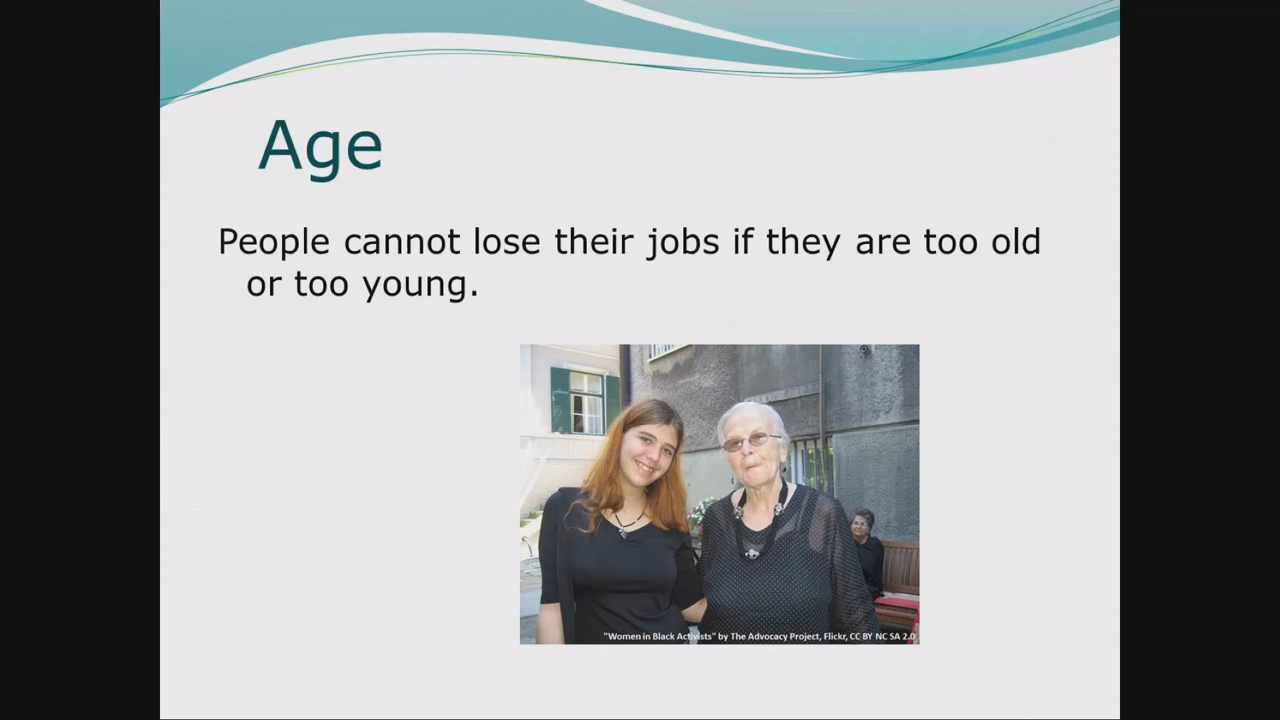 Age
People cannot lose their jobs if they are too old
or too young.
"Women in Black Activists" by The Advocacy Project, Flickr, CC BY NC SA 2.0